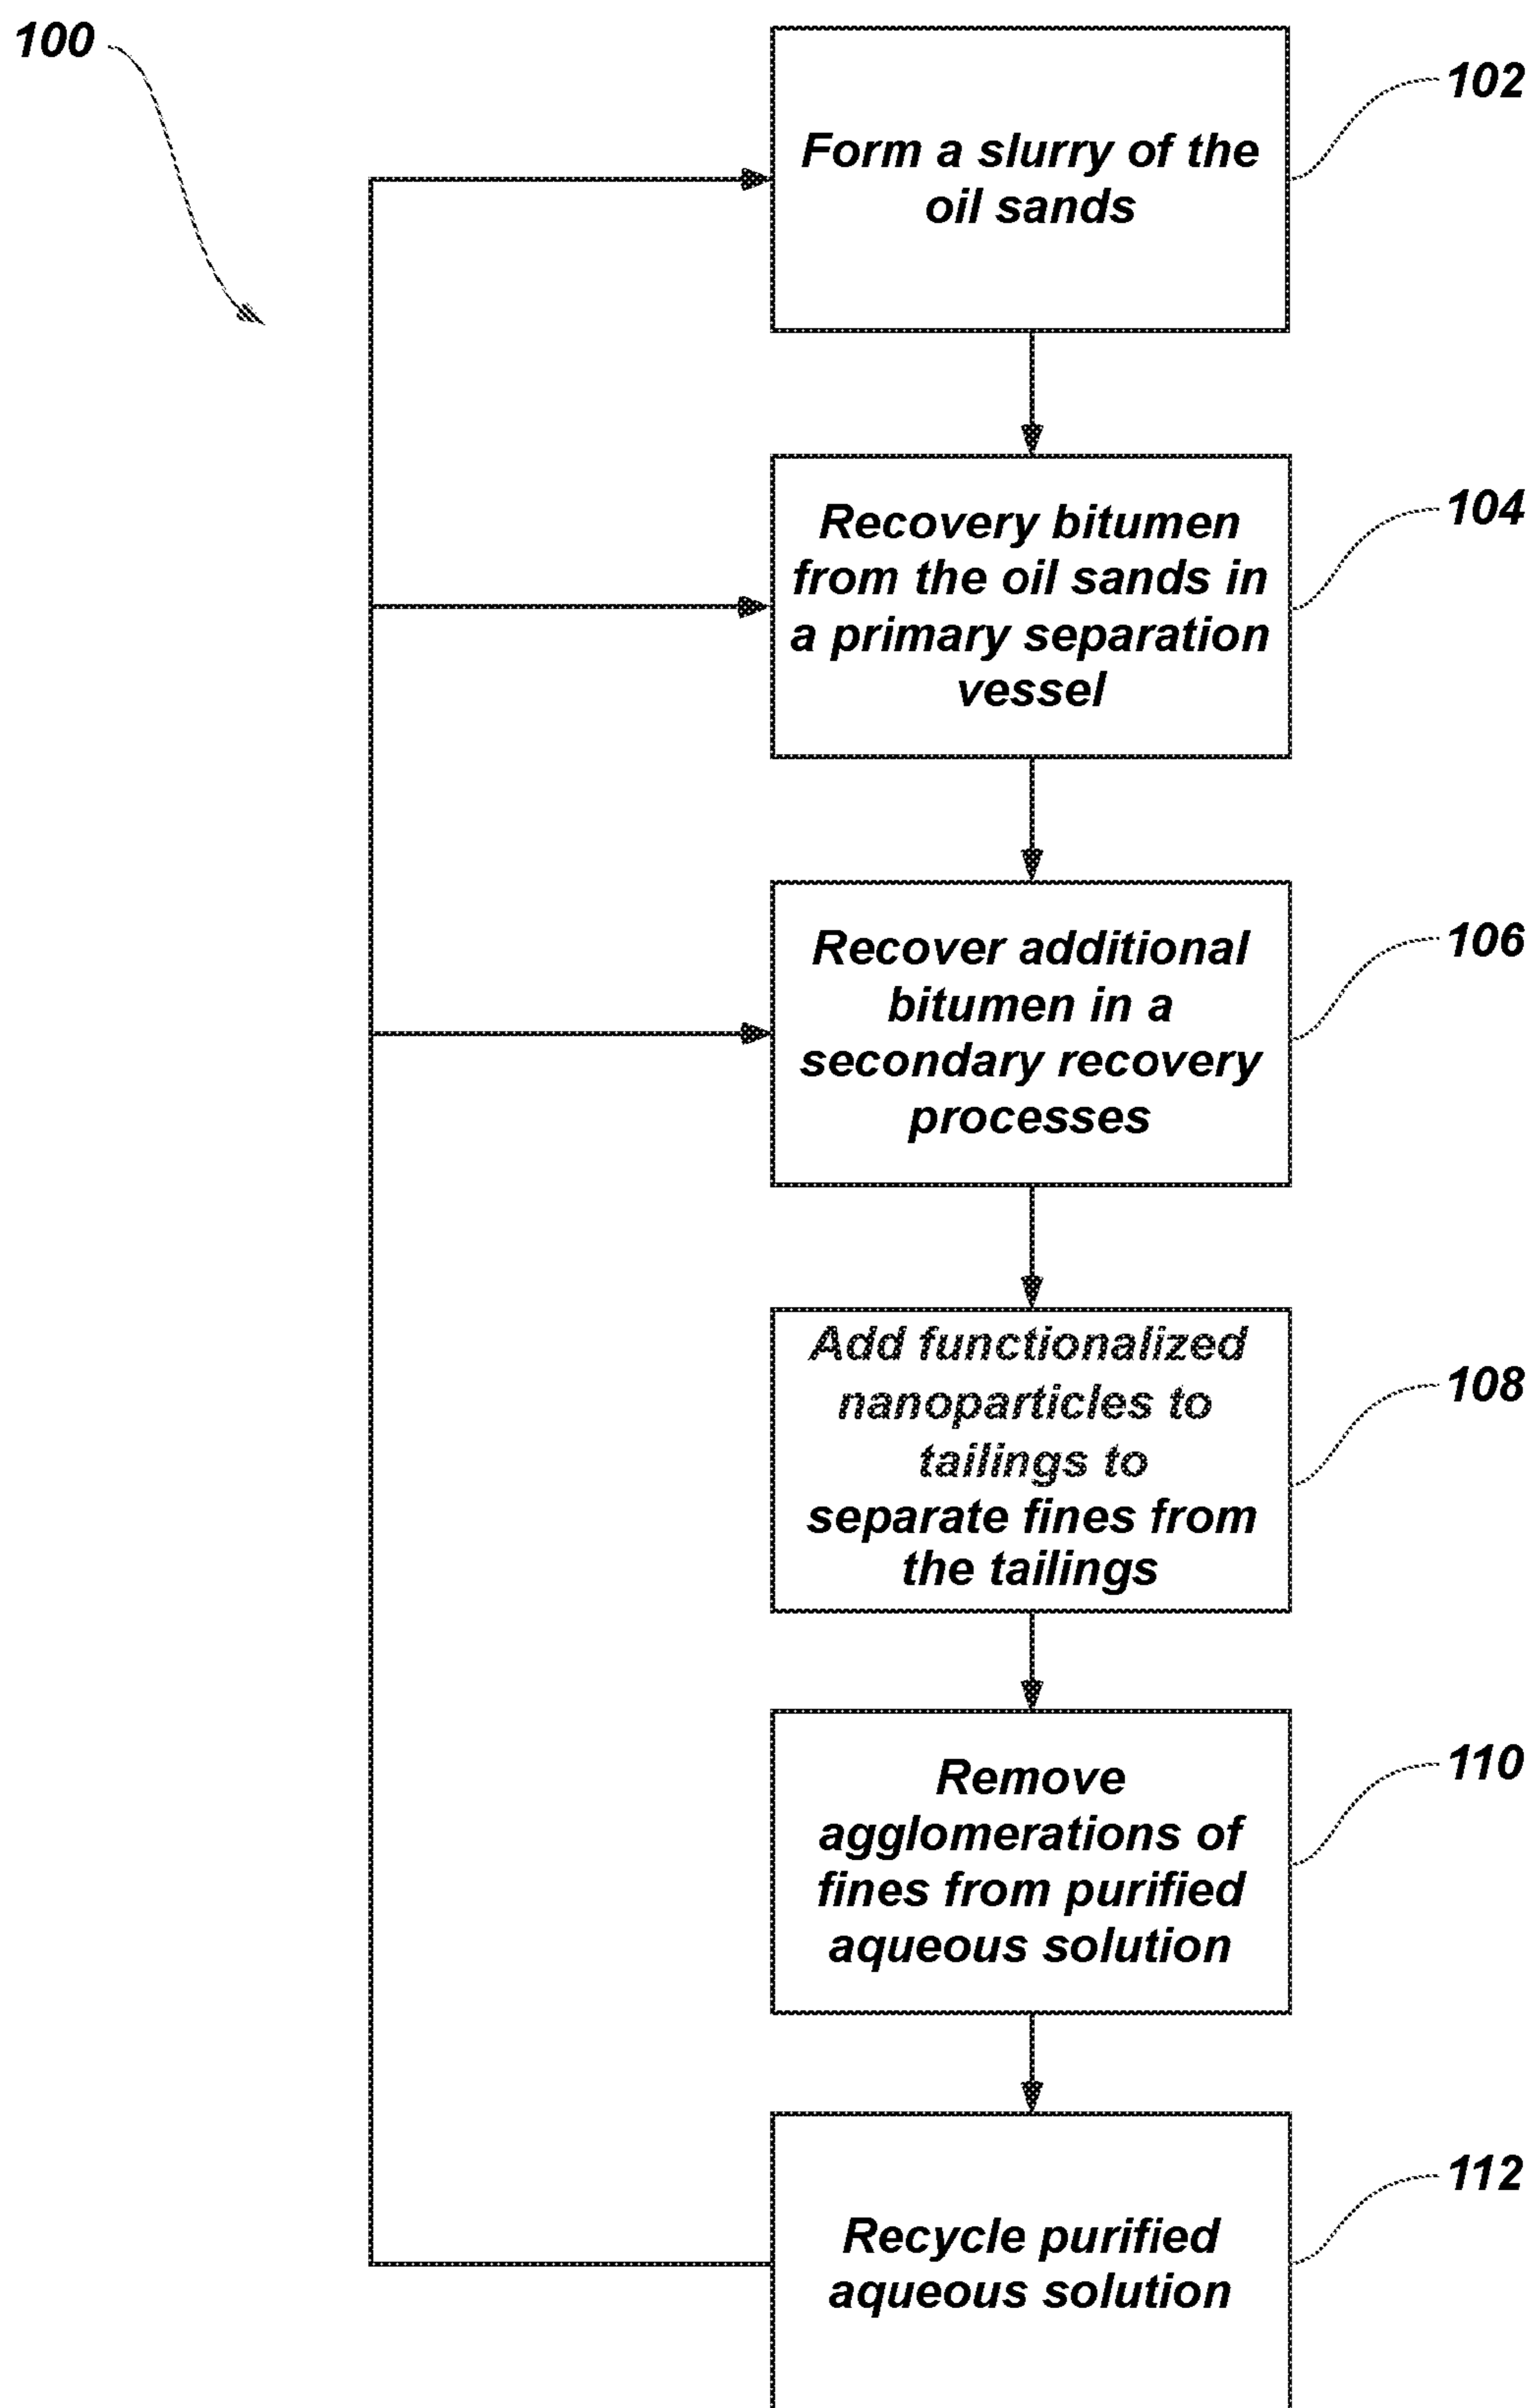 100
102
Form a slurry of the
oil sands
104
Recovery bitumen
from the oil sands in
a primary separation
vessel
106
Recover additional
bitumen in a
secondary recovery
processes
108
Add functionalized
nanoparticles to
tailings to
separate fines from
the tailings
110
Remove
agglomerations of
fines from purified
aqueous solution
112
Recycle purified
aqueous solution